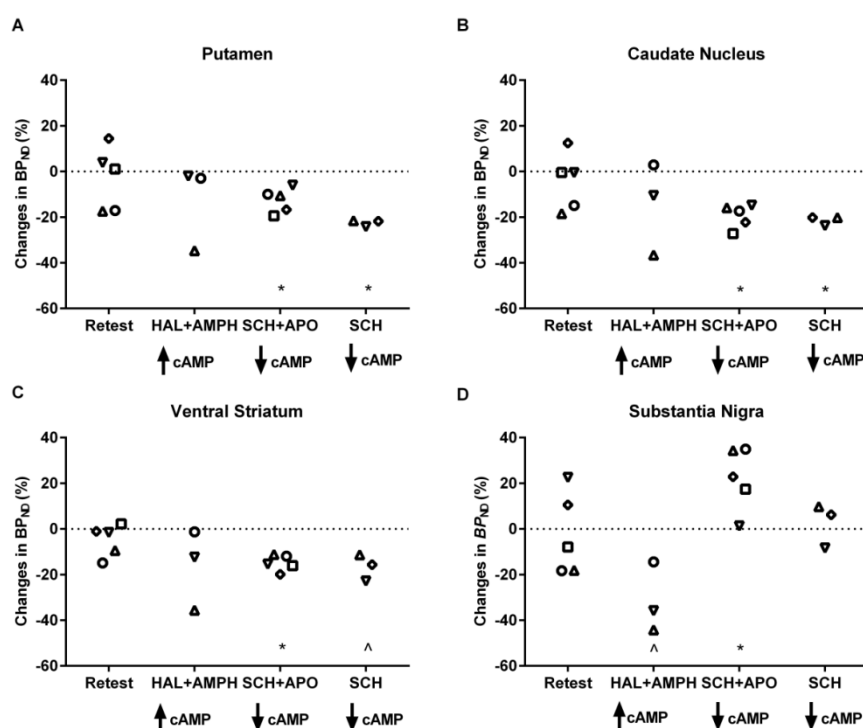 A
Putamen
Changes in BPND (%)
40
20
0
-20
-40
-60
* *
Retest HAL+AMPH SCH+APO SCH
cAMP cAMP cAMP
B
Caudate Nucleus
Changes in BPND (%)
40
20
0
-20
-40
-60
* *
Retest HAL+AMPH SCH+APO SCH
cAMP cAMP cAMP
C
Ventral Striatum
Changes in BPND (%)
40
20
0
-20
-40
-60
* ^
Retest HAL+AMPH SCH+APO SCH
cAMP cAMP cAMP
D
Substantia Nigra
Changes in BPND (%)
40
20
0
-20
-40
-60
^ *
Retest HAL+AMPH SCH+APO SCH
cAMP cAMP cAMP